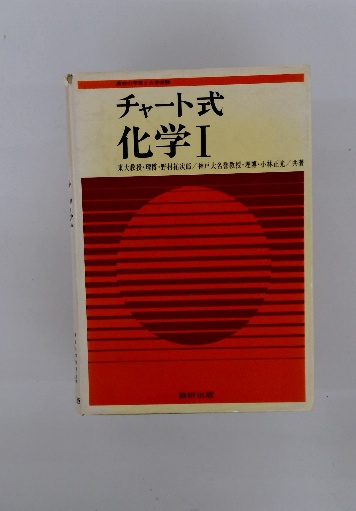 チャート式
化学I
東大教授・理博・野村祐次郎／神戸大名誉教授・理博・小林正光／共著
数研出版